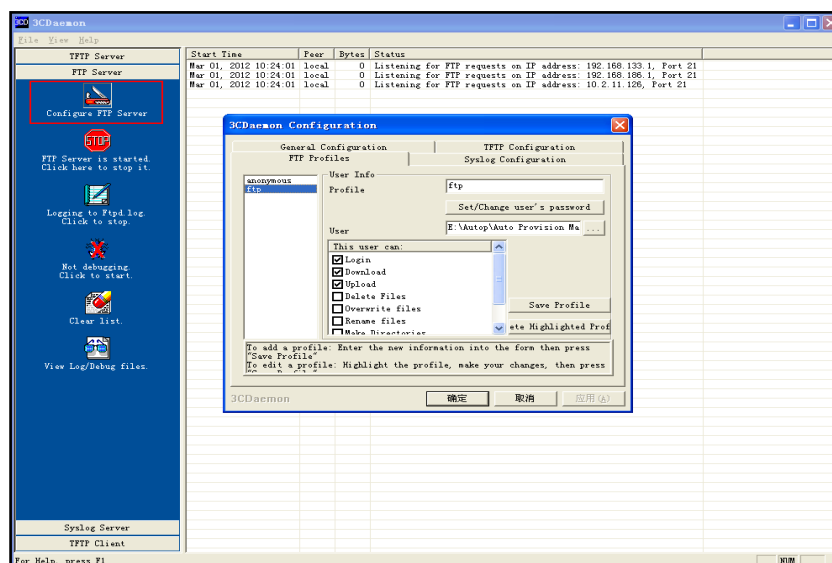 3CDaemon
File View Help
TFTP Server
FTP Server
Configure FTP Server
STOP
FTP Server is started.
Click here to stop it.
Logging to Ftpd.log.
Click to stop.
Not debugging.
Click to start.
Clear list.
View Log/Debug files.
Syslog Server
TFTP Client
Start Time Peer Bytes Status
Mar 01, 2012 10:24:01 local 0 Listening for FTP requests on IP address: 192.168.133.1, Port 21
Mar 01, 2012 10:24:01 local 0 Listening for FTP requests on IP address: 192.168.186.1, Port 21
Mar 01, 2012 10:24:01 local 0 Listening for FTP requests on IP address: 10.2.11.126, Port 21
3CDaemon Configuration
General Configuration TFTP Configuration
FTP Profiles Syslog Configuration
anonymous
ftp
User Info
Profile ftp
Set/Change user's password
User E:\Autop\Auto Provision Ma ...
This user can:
Login
Download
Upload
Delete Files
Overwrite files
Rename files
Make Directories
Save Profile
ete Highlighted Prof
To add a profile: Enter the new information into the form then press
"Save Profile"
To edit a profile: Highlight the profile, make your changes, then press
3CDaemon
确定 取消 应用(A)
For Help, press F1
NUM